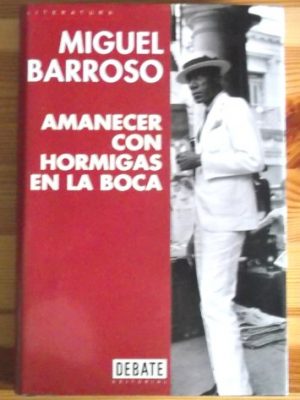 LITERATURA
MIGUEL
BARROSO
AMANECER
CON
HORMIGAS
EN LA BOCA
DEBATE
EDITORIAL